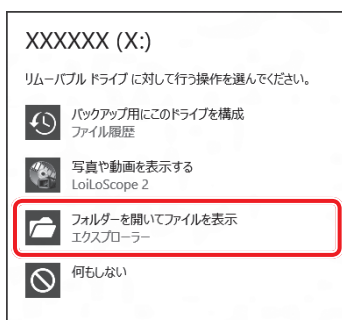 XXXXXX (X:)
リムーバブル ドライブ に対して行う操作を選んでください。
バックアップ用にこのドライブを構成
ファイル履歴
写真や動画を表示する
LoiLoScope 2
フォルダーを開いてファイルを表示
エクスプローラー
何もしない